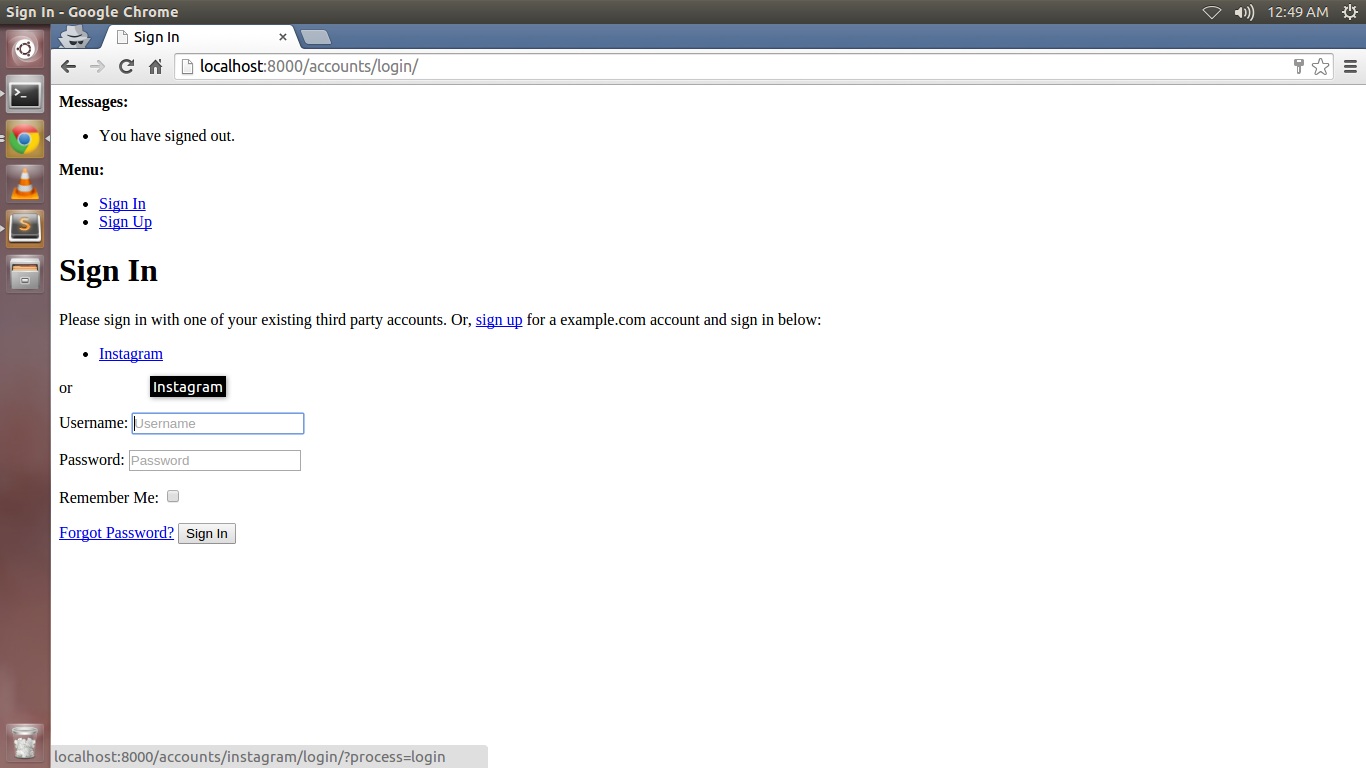 Sign In - Google Chrome
12:49 AM
Sign In
localhost:8000/accounts/login/
Messages:
You have signed out.
Menu:
Sign In
Sign Up
Sign In
Please sign in with one of your existing third party accounts. Or, sign up for a example.com account and sign in below:
Instagram
or
Instagram
Username: Username
Password: Password
Remember Me:
Forgot Password? Sign In
localhost:8000/accounts/instagram/login/?process=login